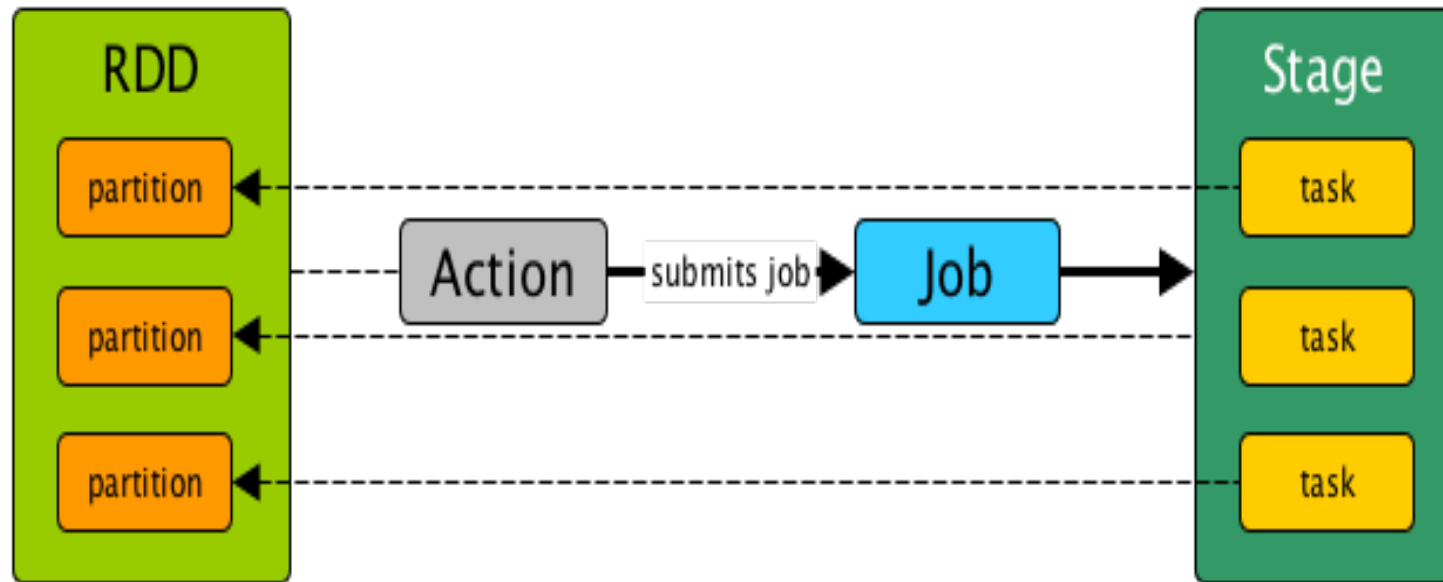 RDD
Stage
partition
task
Action
submits job
Job
partition
task
partition
task